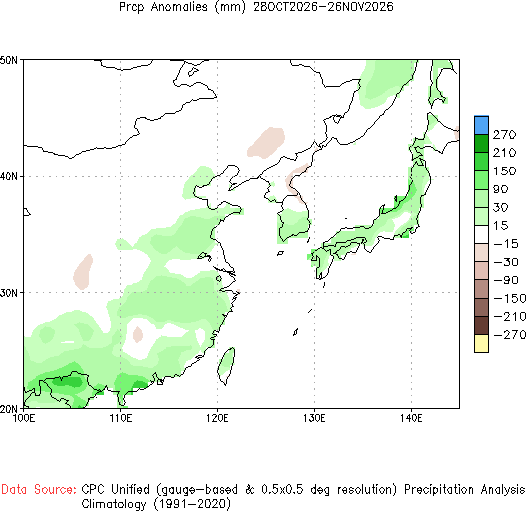 Prcp Anomalies (mm) 28OCT2026-26NOV2026
50N
40N
30N
20N
100E 110E 120E 130E 140E
270
210
150
90
30
15
-15
-30
-90
-150
-210
-270
Data Source: CPC Unified (gauge-based & 0.5x0.5 deg resolution) Precipitation Analysis
Climatology (1991-2020)